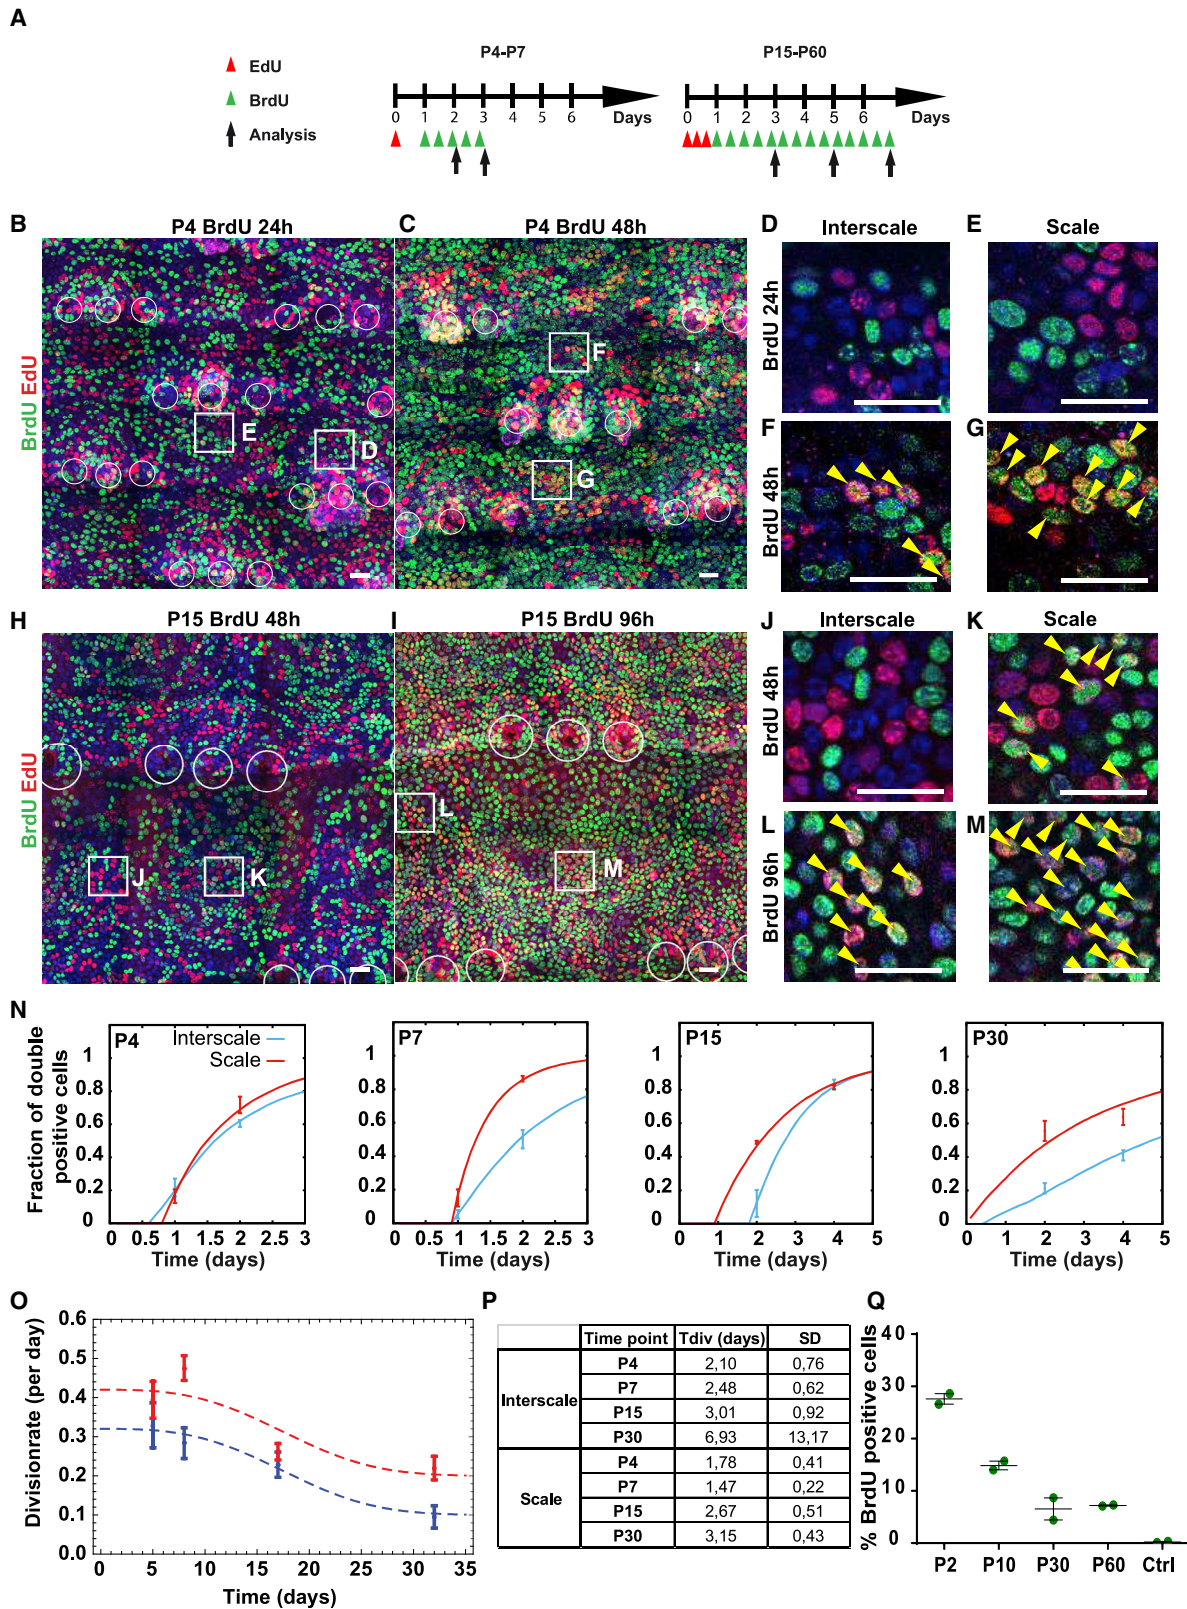 A
EdU
BrdU
Analysis
P4-P7
0 1 2 3 4 5 6 Days
P15-P60
0 1 2 3 4 5 6 Days
B P4 BrdU 24h
C P4 BrdU 48h
D Interscale
E Scale
BrdU EdU
E
D
F
G
BrdU 24h
BrdU 48h
F
G
H P15 BrdU 48h
I P15 BrdU 96h
J Interscale
K Scale
BrdU EdU
J
K
L
M
BrdU 48h
BrdU 96h
L
M
N
Fraction of double
positive cells
P4
Interscale
Scale
1
0.8
0.6
0.4
0.2
0
0 0.5 1 1.5 2 2.5 3
Time (days)
P7
1
0.8
0.6
0.4
0.2
0
0 0.5 1 1.5 2 2.5 3
Time (days)
P15
1
0.8
0.6
0.4
0.2
0
0 1 2 3 4 5
Time (days)
P30
1
0.8
0.6
0.4
0.2
0
0 1 2 3 4 5
Time (days)
O
Divisionrate (per day)
0.6
0.5
0.4
0.3
0.2
0.1
0.0
0 5 10 15 20 25 30 35
Time (days)
P
Time point Tdiv (days) SD
Interscale
P4 2,10 0,76
P7 2,48 0,62
P15 3,01 0,92
P30 6,93 13,17
Scale
P4 1,78 0,41
P7 1,47 0,22
P15 2,67 0,51
P30 3,15 0,43
Q
% BrdU positive cells
40
30
20
10
0
P2 P10 P30 P60 Ctrl